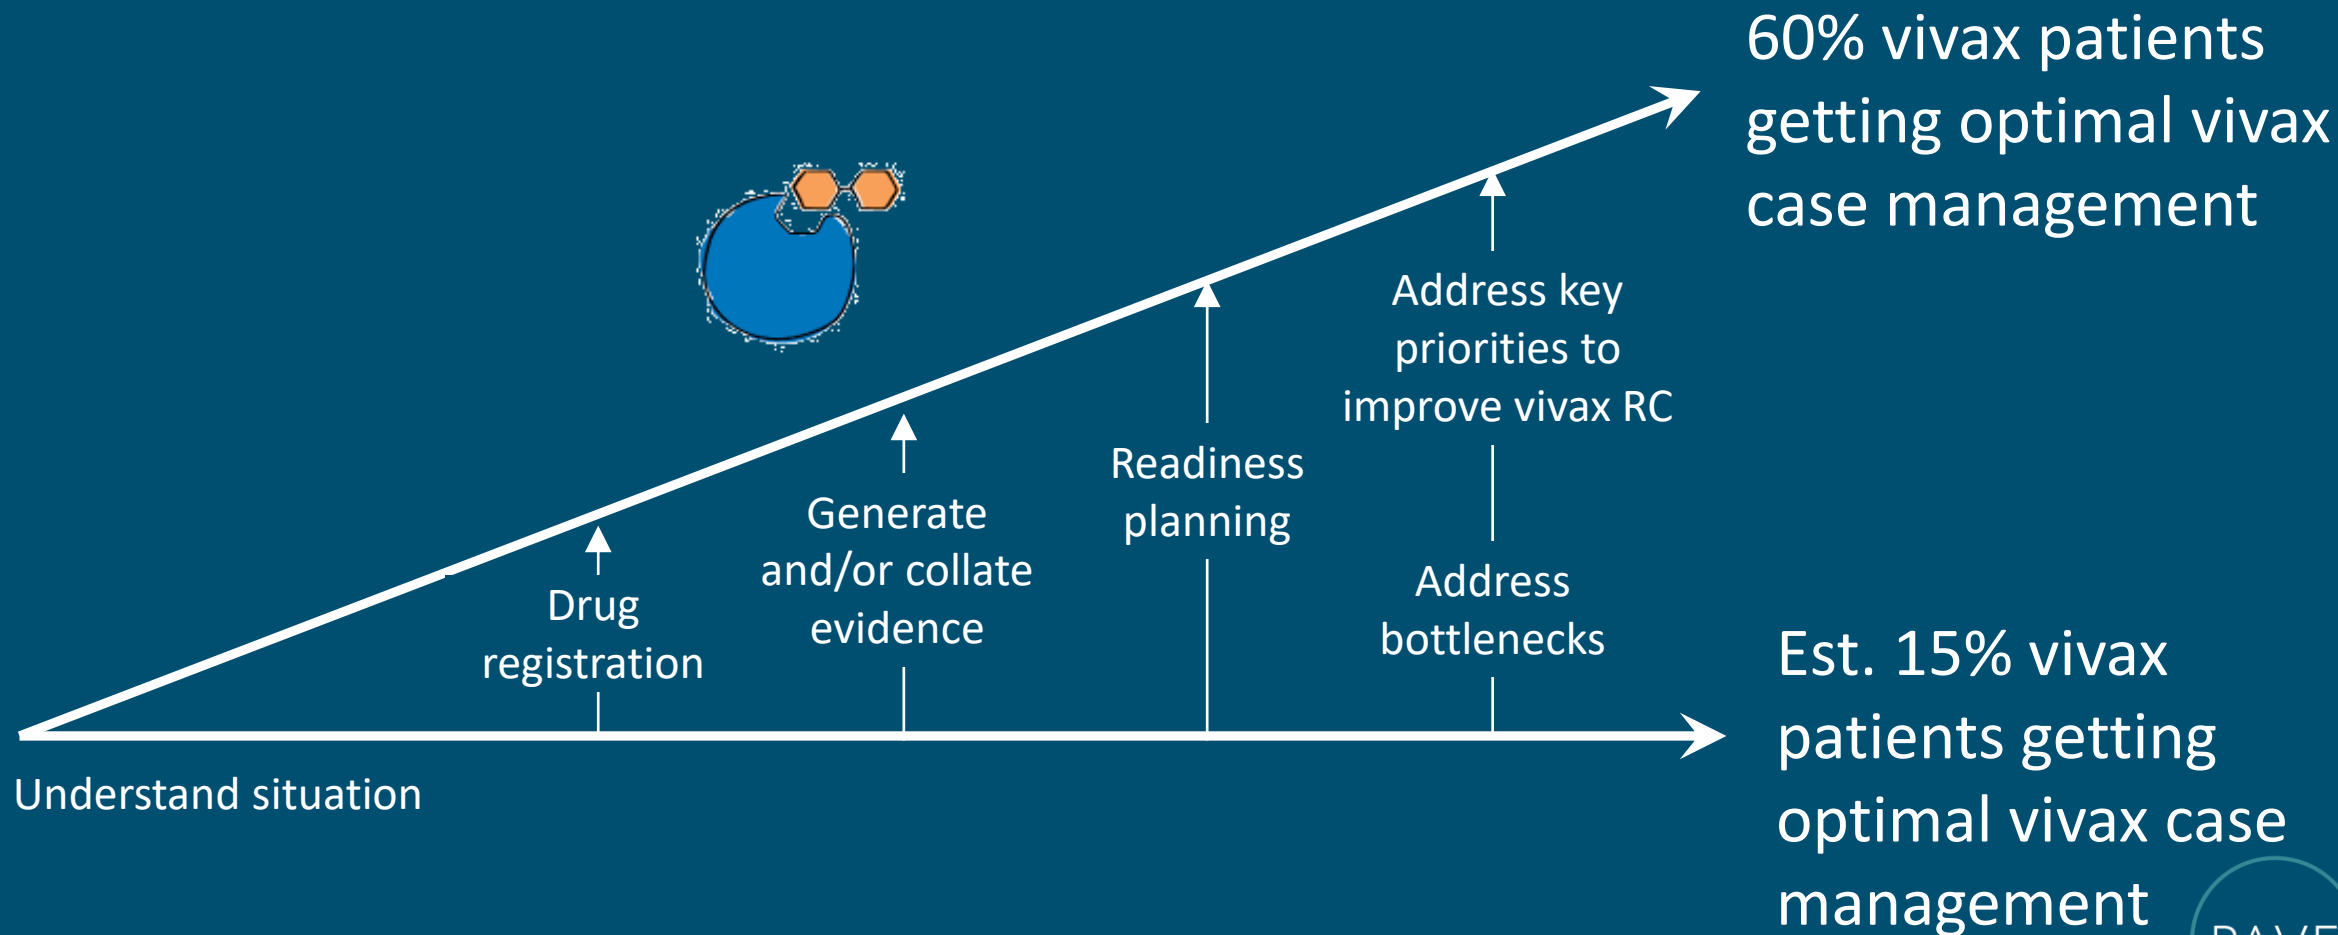 60% vivax patients
getting optimal vivax
case management
Address key
priorities to
improve vivax RC
Readiness
planning
Generate
and/or collate
evidence
Address
bottlenecks
Drug
registration
Est. 15% vivax
patients getting
optimal vivax case
management
Understand situation